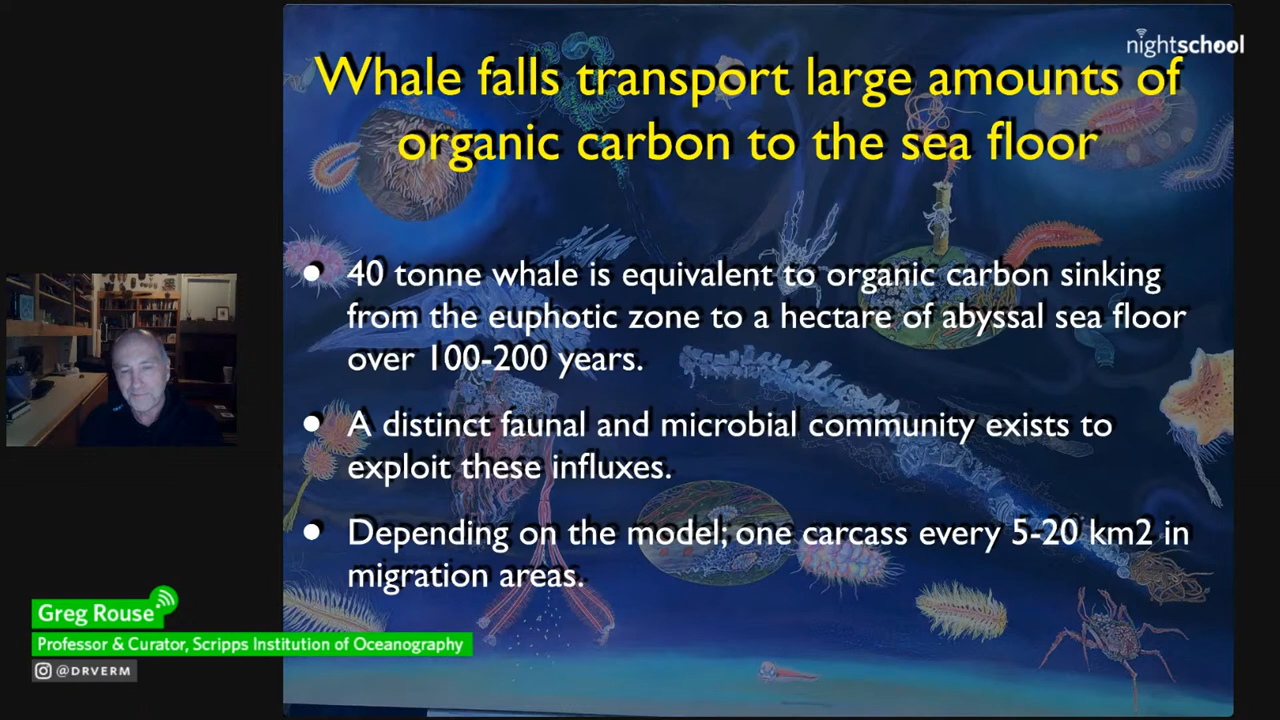 nightschool
Whale falls transport large amounts of
organic carbon to the sea floor
• 40 tonne whale is equivalent to organic carbon sinking
from the euphotic zone to a hectare of abyssal sea floor
over 100-200 years.
• A distinct faunal and microbial community exists to
exploit these influxes.
• Depending on the model; one carcass every 5-20 km2 in
migration areas.
Greg Rouse
Professor & Curator, Scripps Institution of Oceanography
@DRVERM